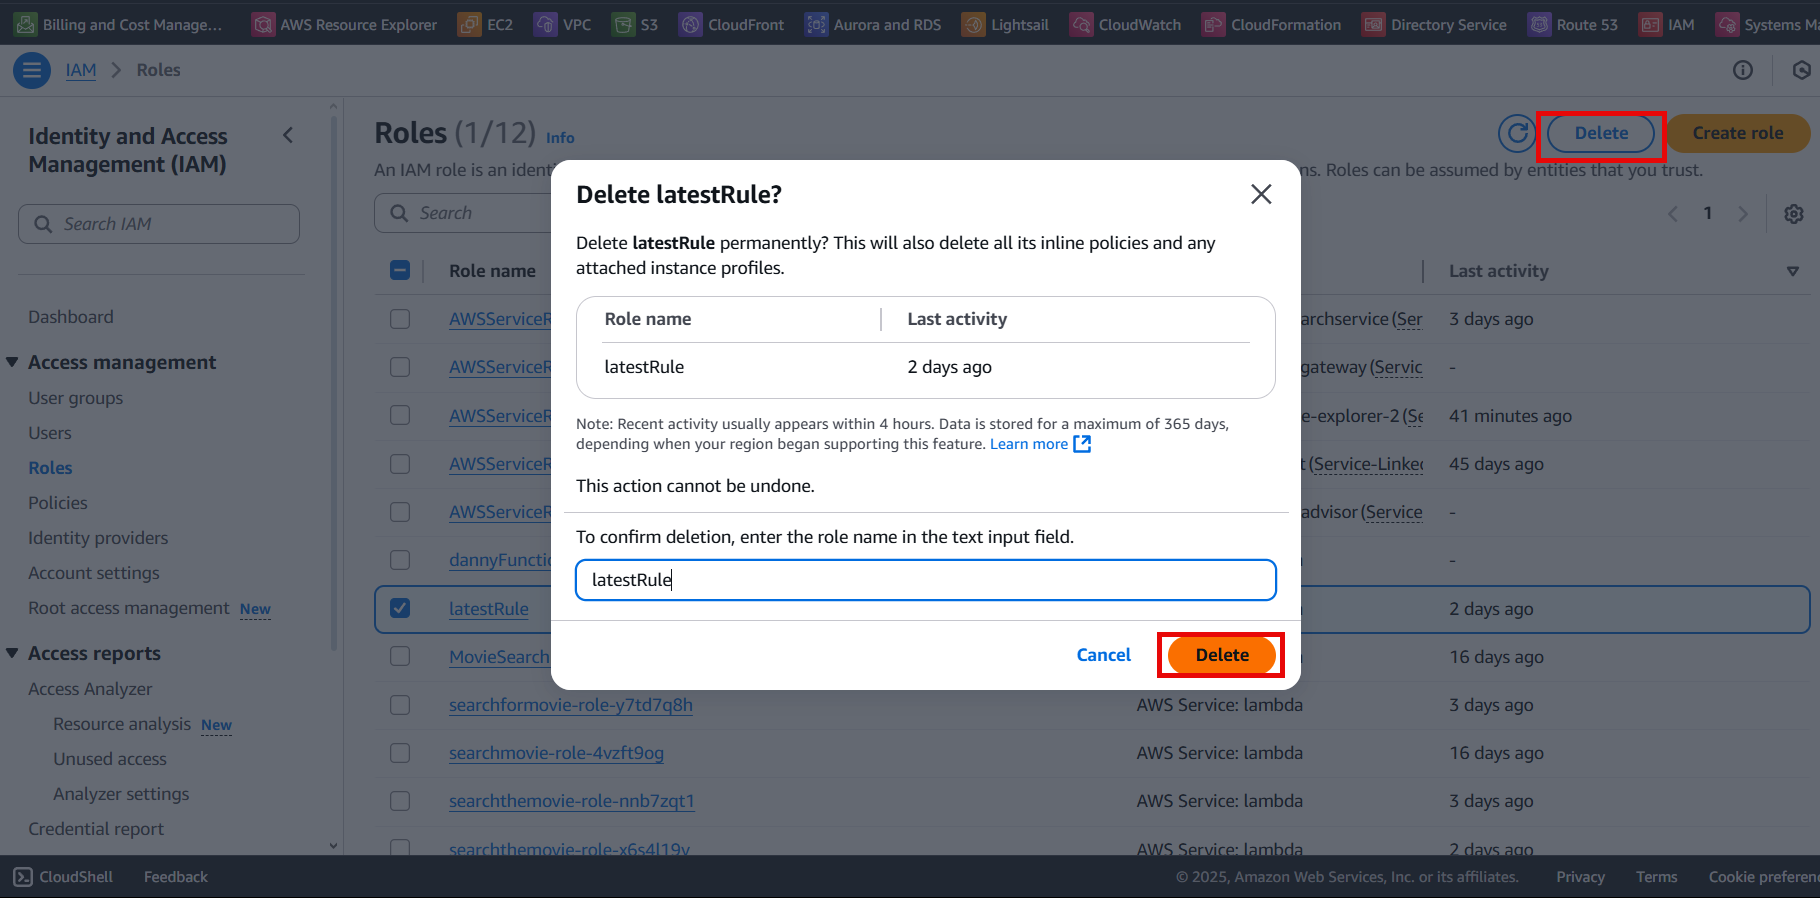 Billing and Cost Manage...
AWS Resource Explorer
EC2
VPC
S3
CloudFront
Aurora and RDS
Lightsail
CloudWatch
CloudFormation
Directory Service
Route 53
IAM
Systems Ma
IAM
Roles
Identity and Access
Management (IAM)
Search IAM
Dashboard
Access management
User groups
Users
Roles
Policies
Identity providers
Account settings
Root access management New
Access reports
Access Analyzer
Resource analysis New
Unused access
Analyzer settings
Credential report
Roles (1/12) Info
Delete
Create role
An IAM role is an identi
ns. Roles can be assumed by entities that you trust.
Search
1
Role name
Last activity
AWSServiceR
archservice (Ser
3 days ago
AWSServiceR
gateway (Servic
-
AWSServiceR
e-explorer-2 (Se
41 minutes ago
AWSServiceR
t (Service-Linked
45 days ago
AWSServiceR
advisor (Service
-
dannyFunctio
-
latestRule
2 days ago
MovieSearch
16 days ago
searchformovie-role-y7td7q8h
AWS Service: lambda
3 days ago
searchmovie-role-4vzft9og
AWS Service: lambda
16 days ago
searchthemovie-role-nnb7zqt1
AWS Service: lambda
3 days ago
searchthemovie-role-x6s4l19v
AWS Service: lambda
2 days ago
Delete latestRule?
Delete latestRule permanently? This will also delete all its inline policies and any
attached instance profiles.
Role name
Last activity
latestRule
2 days ago
Note: Recent activity usually appears within 4 hours. Data is stored for a maximum of 365 days,
depending when your region began supporting this feature. Learn more
This action cannot be undone.
To confirm deletion, enter the role name in the text input field.
latestRule
Cancel
Delete
CloudShell
Feedback
© 2025, Amazon Web Services, Inc. or its affiliates.
Privacy
Terms
Cookie preferen